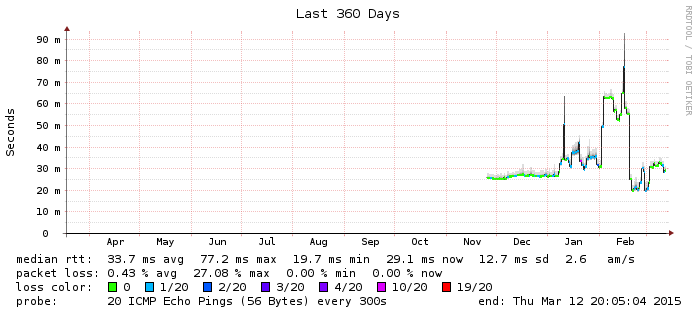 Last 360 Days
RRDTOOL / TOBI OETIKER
Seconds
90 m
80 m
70 m
60 m
50 m
40 m
30 m
20 m
10 m
0
Apr May Jun Jul Aug Sep Oct Nov Dec Jan Feb
median rtt: 33.7 ms avg 77.2 ms max 19.7 ms min 29.1 ms now 12.7 ms sd 2.6 am/s
packet loss: 0.43 % avg 27.08 % max 0.00 % min 0.00 % now
loss color: 0 1/20 2/20 3/20 4/20 10/20 19/20
probe: 20 ICMP Echo Pings (56 Bytes) every 300s end: Thu Mar 12 20:05:04 2015